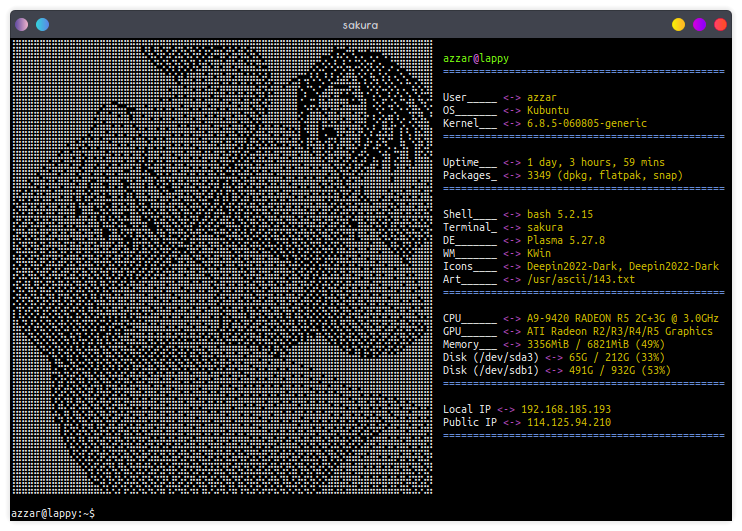 sakura
azzar@lappy
===============================================
User_____ <-> azzar
OS_______ <-> Kubuntu
Kernel___ <-> 6.8.5-060805-generic
===============================================
Uptime___ <-> 1 day, 3 hours, 59 mins
Packages_ <-> 3349 (dpkg, flatpak, snap)
===============================================
Shell____ <-> bash 5.2.15
Terminal_ <-> sakura
DE_______ <-> Plasma 5.27.8
WM_______ <-> KWin
Icons____ <-> Deepin2022-Dark, Deepin2022-Dark
Art______ <-> /usr/ascii/143.txt
===============================================
CPU______ <-> A9-9420 RADEON R5 2C+3G @ 3.0GHz
GPU______ <-> ATI Radeon R2/R3/R4/R5 Graphics
Memory___ <-> 3356MiB / 6821MiB (49%)
Disk (/dev/sda3) <-> 65G / 212G (33%)
Disk (/dev/sdb1) <-> 491G / 932G (53%)
===============================================
Local IP <-> 192.168.185.193
Public IP <-> 114.125.94.210
===============================================
azzar@lappy:~$